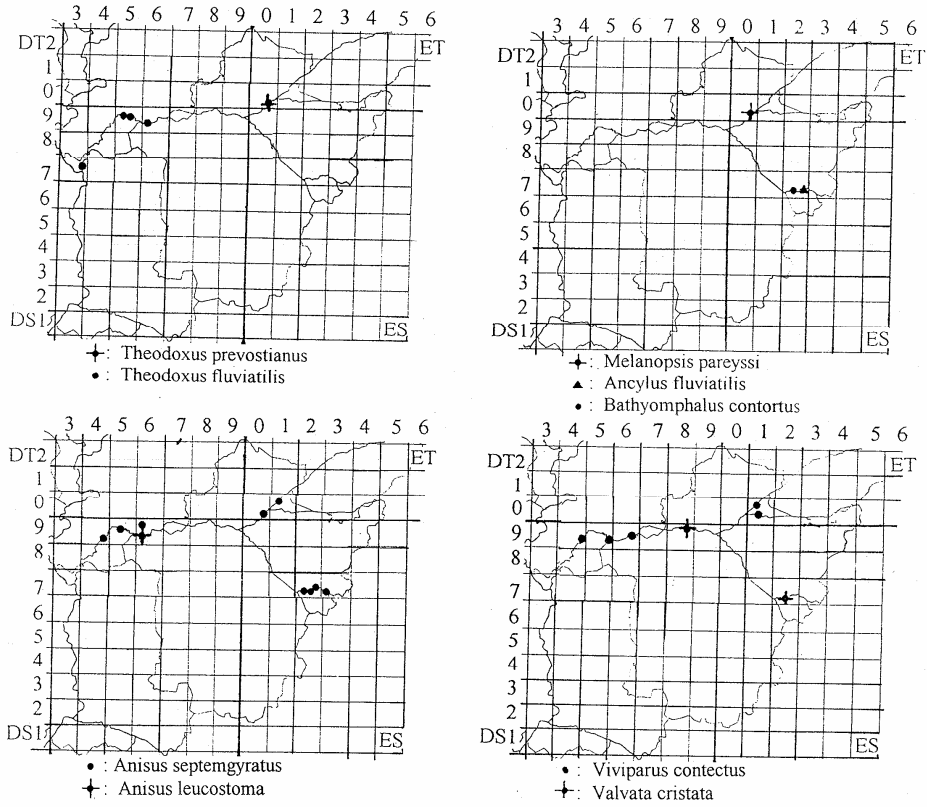 3 4 5 6 7 8 9 0 1 2 3 4 5 6
DT2 ET
1
0
9
8
7
6
5
4
3
2
DS1 ES
: Theodoxus prevostianus
• : Theodoxus fluviatilis
3 4 5 6 7 8 9 0 1 2 3 4 5 6
DT2 ET
1
0
9
8
7
6
5
4
3
2
DS1 ES
: Melanopsis pareyssi
▲ : Ancylus fluviatilis
• : Bathyomphalus contortus
3 4 5 6 7 8 9 0 1 2 3 4 5 6
DT2 ET
1
0
9
8
7
6
5
4
3
2
DS1 ES
• : Anisus septemgyratus
: Anisus leucostoma
3 4 5 6 7 8 9 0 1 2 3 4 5 6
DT2 ET
1
0
9
8
7
6
5
4
3
2
DS1 ES
• : Viviparus contectus
: Valvata cristata